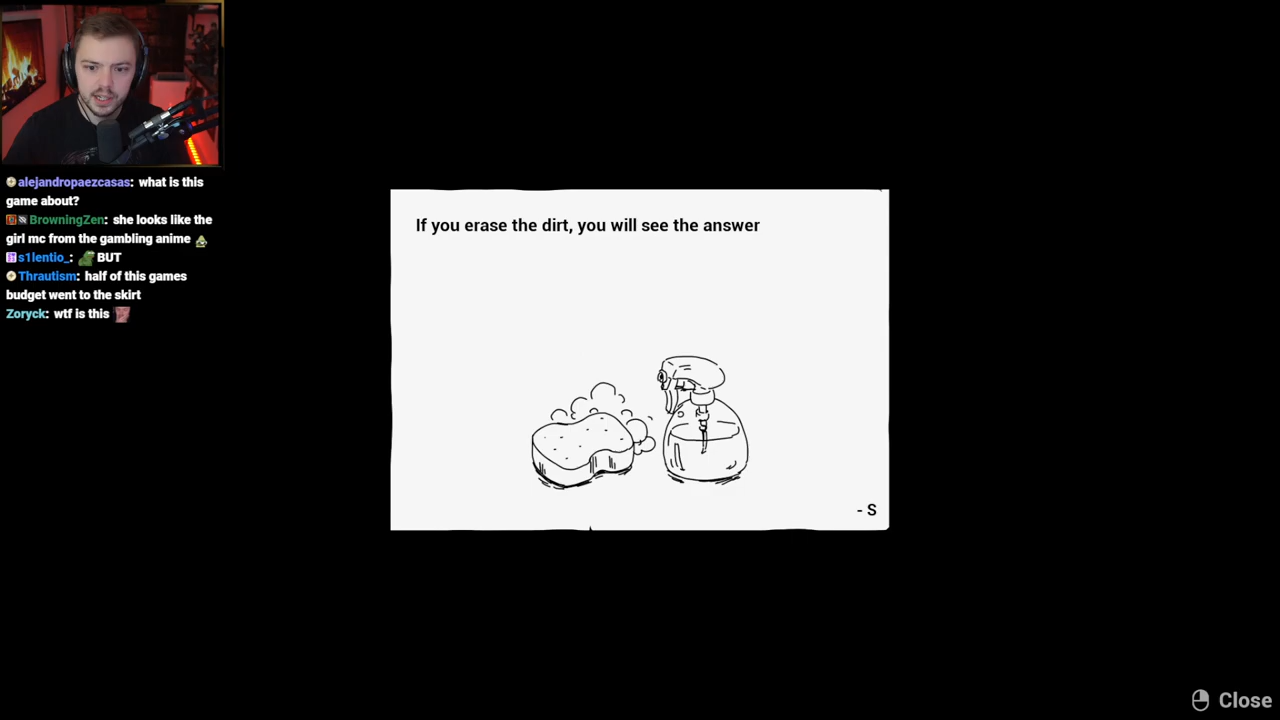 alejandropaezcasas: what is this
game about?
BrowningZen: she looks like the
girl mc from the gambling anime
s1lentio_: BUT
Thrautism: half of this games
budget went to the skirt
Zoryck: wtf is this
If you erase the dirt, you will see the answer
- S
Close